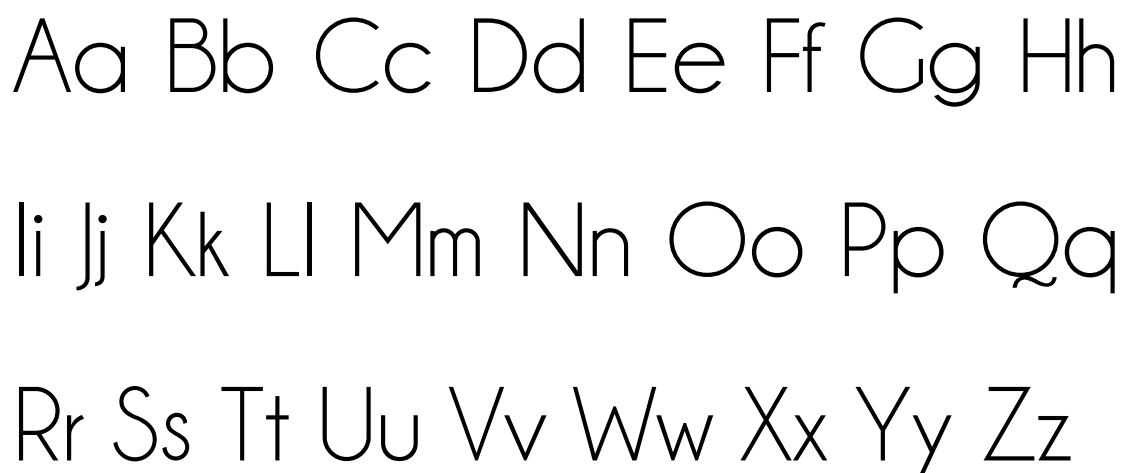 Aa Bb Cc Dd Ee Ff Gg Hh
Ii Jj Kk Ll Mm Nn Oo Pp Qq
Rr Ss Tt Uu Vv Ww Xx Yy Zz